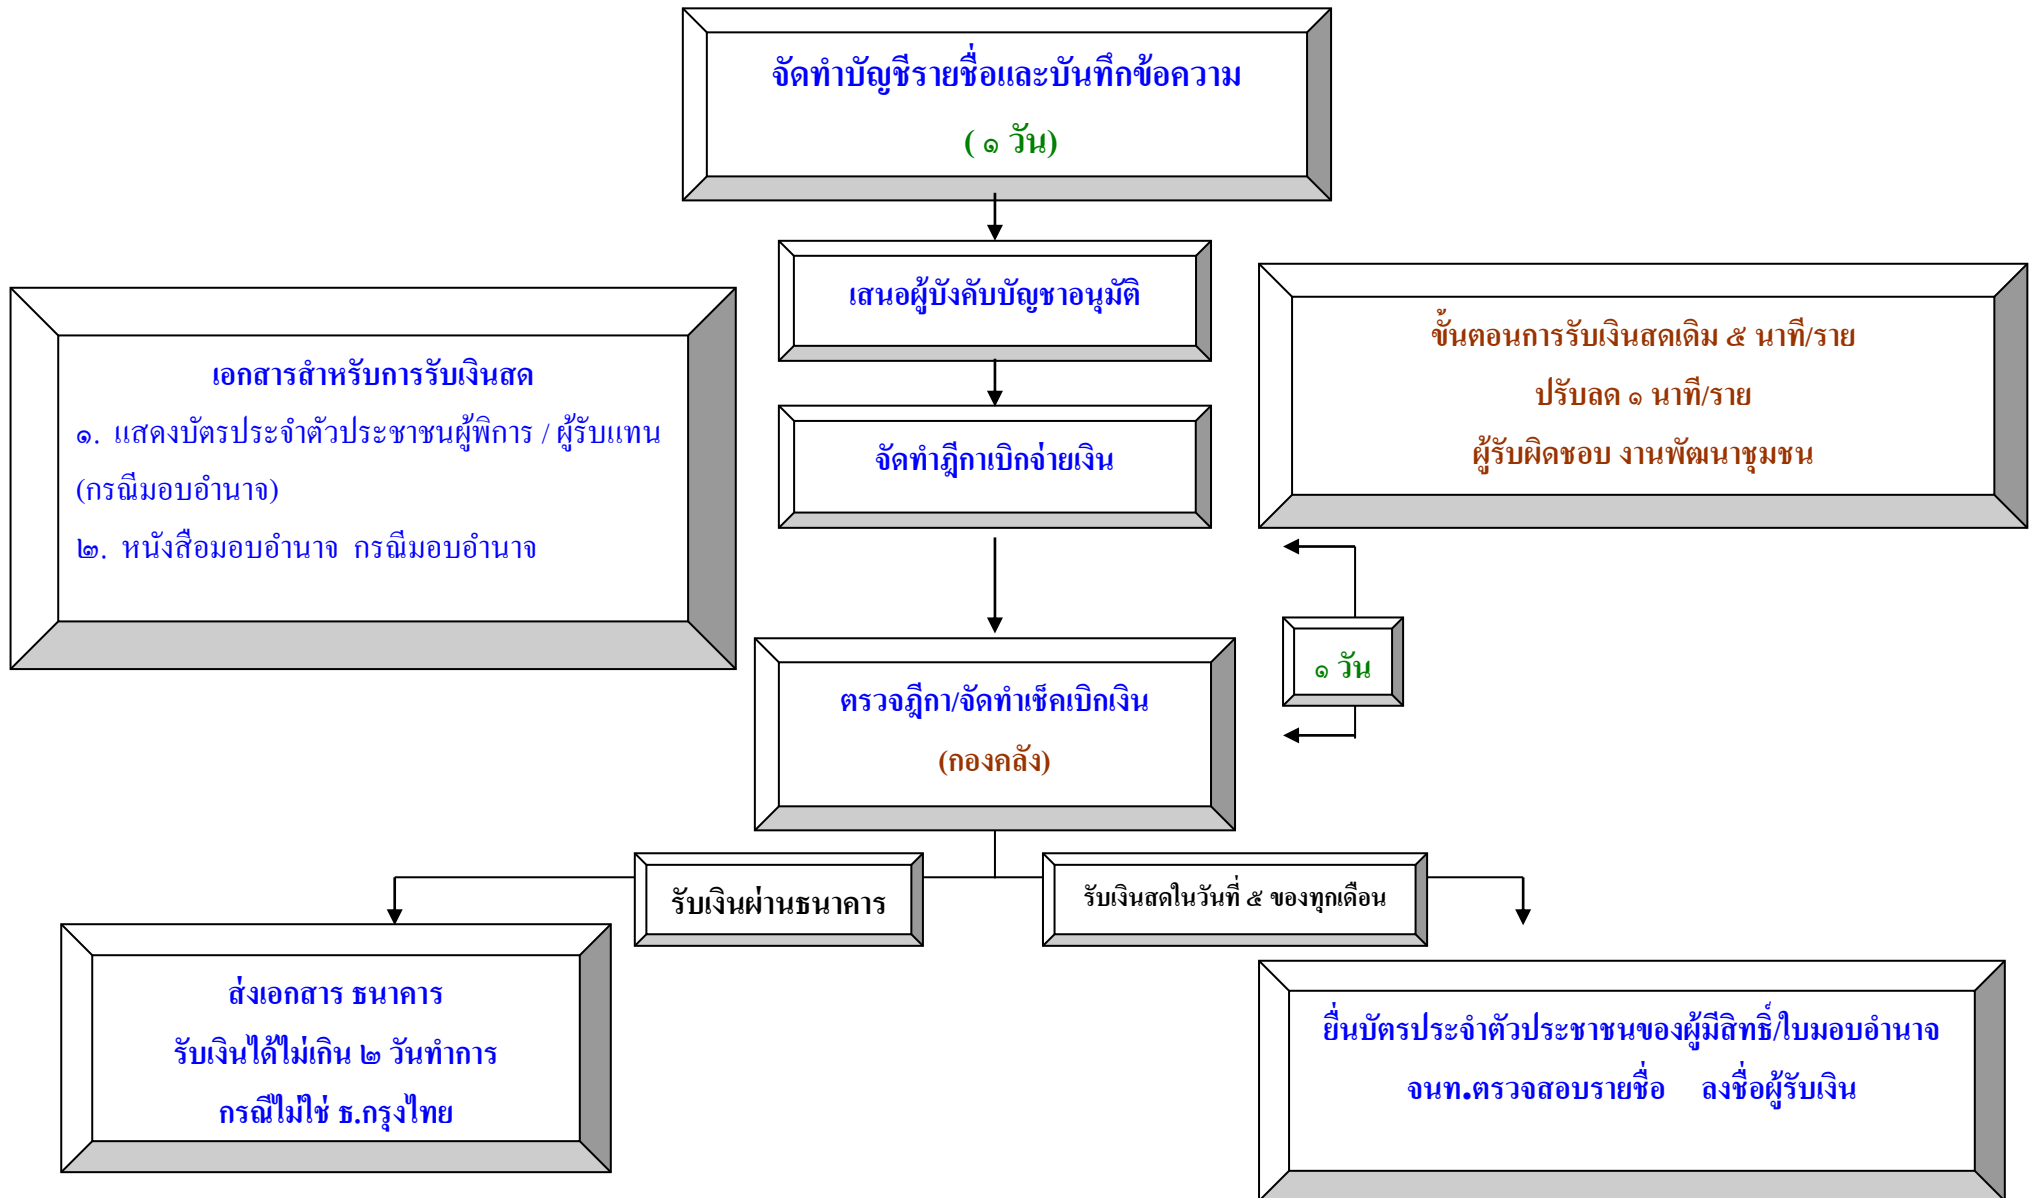 จัดทำบัญชีรายชื่อและบันทึกข้อความ
( ๑ วัน)
เสนอผู้บังคับบัญชาอนุมัติ
เอกสารสำหรับการรับเงินสด
๑. แสดงบัตรประจำตัวประชาชนผู้พิการ / ผู้รับแทน
(กรณีมอบอำนาจ)
๒. หนังสือมอบอำนาจ กรณีมอบอำนาจ
ขั้นตอนการรับเงินสดเดิม ๕ นาที/ราย
ปรับลด ๑ นาที/ราย
ผู้รับผิดชอบ งานพัฒนาชุมชน
จัดทำฎีกาเบิกจ่ายเงิน
๑ วัน
ตรวจฎีกา/จัดทำเช็คเบิกเงิน
(กองคลัง)
รับเงินผ่านธนาคาร
รับเงินสดในวันที่ ๕ ของทุกเดือน
ส่งเอกสาร ธนาคาร
รับเงินได้ไม่เกิน ๒ วันทำการ
กรณีไม่ใช่ ธ.กรุงไทย
ยื่นบัตรประจำตัวประชาชนของผู้มีสิทธิ์/ใบมอบอำนาจ
จนท.ตรวจสอบรายชื่อ ลงชื่อผู้รับเงิน